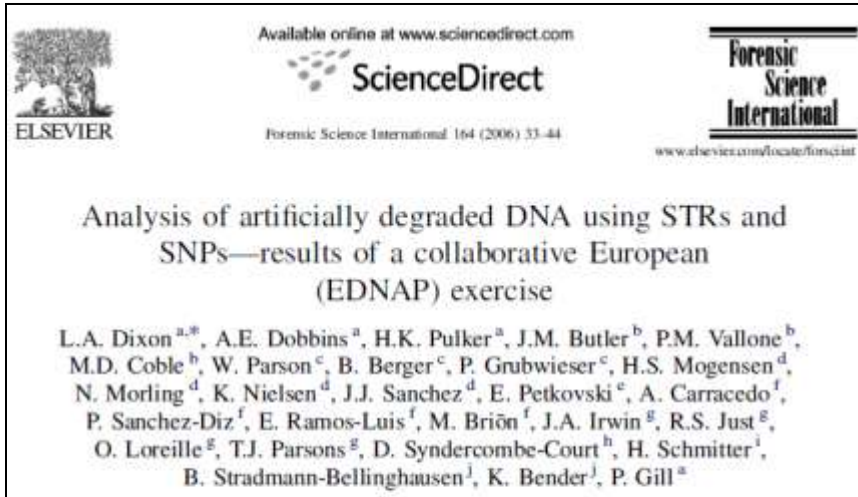 Available online at www.sciencedirect.com
ScienceDirect
ELSEVIER
Forensic Science International 164 (2006) 33–44
Forensic
Science
International
www.elsevier.com/locate/forsciint
Analysis of artificially degraded DNA using STRs and
SNPs—results of a collaborative European
(EDNAP) exercise
L.A. Dixon a,*, A.E. Dobbins a, H.K. Pulker a, J.M. Butler b, P.M. Vallone b,
M.D. Coble b, W. Parson c, B. Berger c, P. Grubwieser c, H.S. Mogensen d,
N. Morling d, K. Nielsen d, J.J. Sanchez d, E. Petkovski e, A. Carracedo f,
P. Sanchez-Diz f, E. Ramos-Luis f, M. Briōn f, J.A. Irwin g, R.S. Just g,
O. Loreille g, T.J. Parsons g, D. Syndercombe-Court h, H. Schmitter i,
B. Stradmann-Bellinghausen j, K. Bender j, P. Gill a